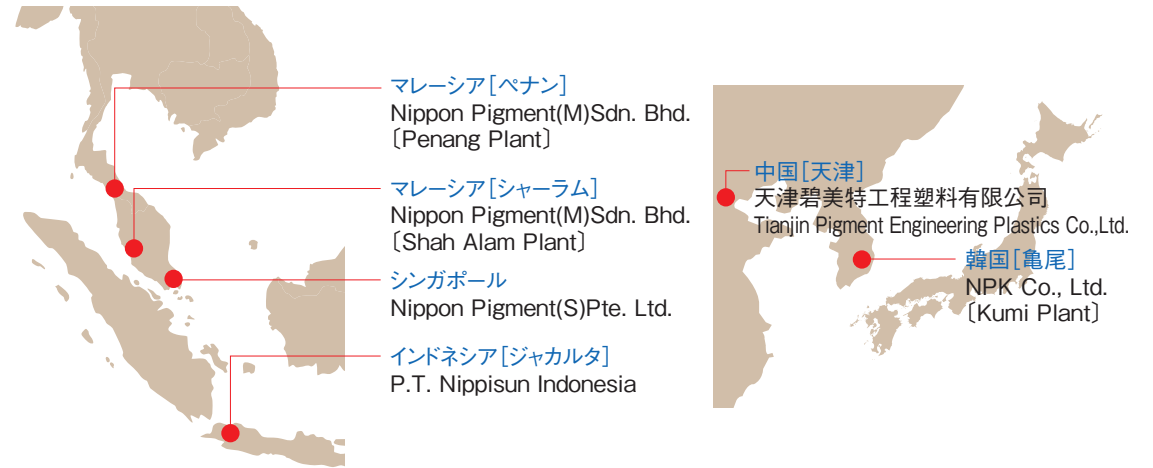 マレーシア［ペナン］
Nippon Pigment(M)Sdn. Bhd.
〔Penang Plant〕
マレーシア［シャーラム］
Nippon Pigment(M)Sdn. Bhd.
〔Shah Alam Plant〕
シンガポール
Nippon Pigment(S)Pte. Ltd.
インドネシア［ジャカルタ］
P.T. Nippisun Indonesia
中国［天津］
天津碧美特工程塑料有限公司
Tianjin Pigment Engineering Plastics Co.,Ltd.
韓国［亀尾］
NPK Co., Ltd.
〔Kumi Plant〕